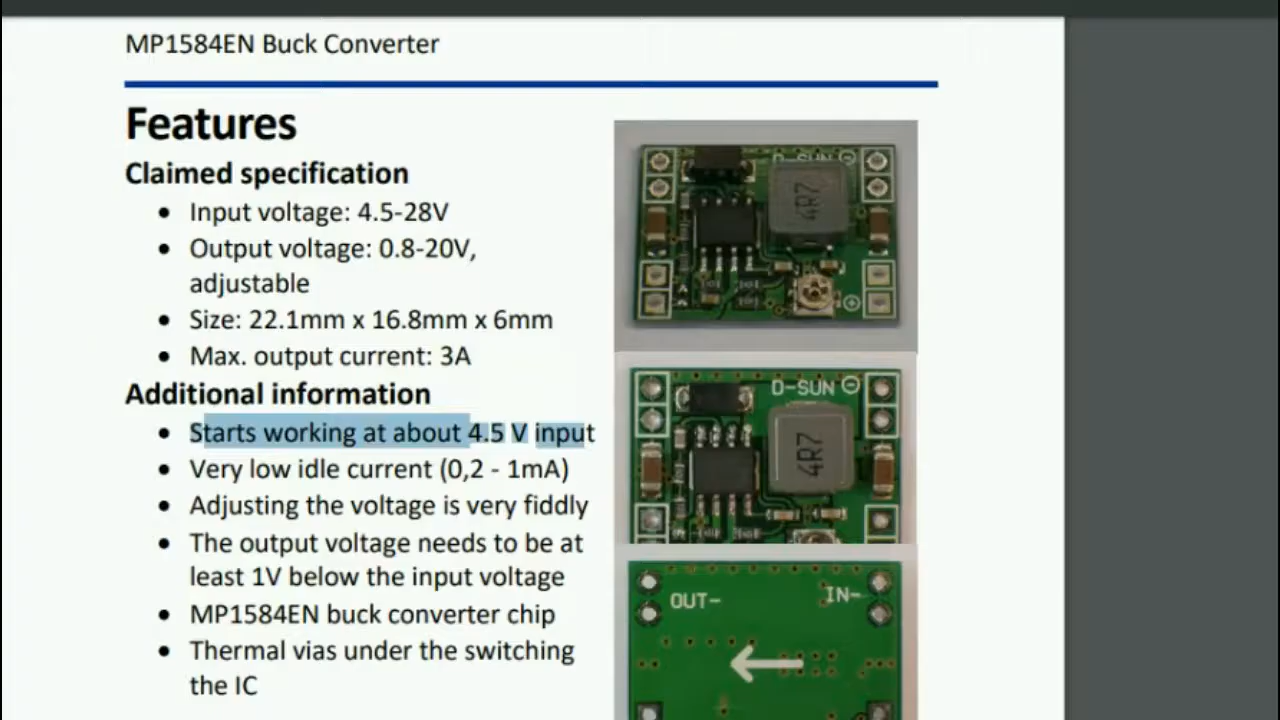 MP1584EN Buck Converter
Features
Claimed specification
• Input voltage: 4.5-28V
• Output voltage: 0.8-20V,
adjustable
• Size: 22.1mm x 16.8mm x 6mm
• Max. output current: 3A
Additional information
• Starts working at about 4.5 V input
• Very low idle current (0,2 - 1mA)
• Adjusting the voltage is very fiddly
• The output voltage needs to be at
least 1V below the input voltage
• MP1584EN buck converter chip
• Thermal vias under the switching
the IC
D-SUN
4R7
D-SUN
4R7
OUT-
IN-